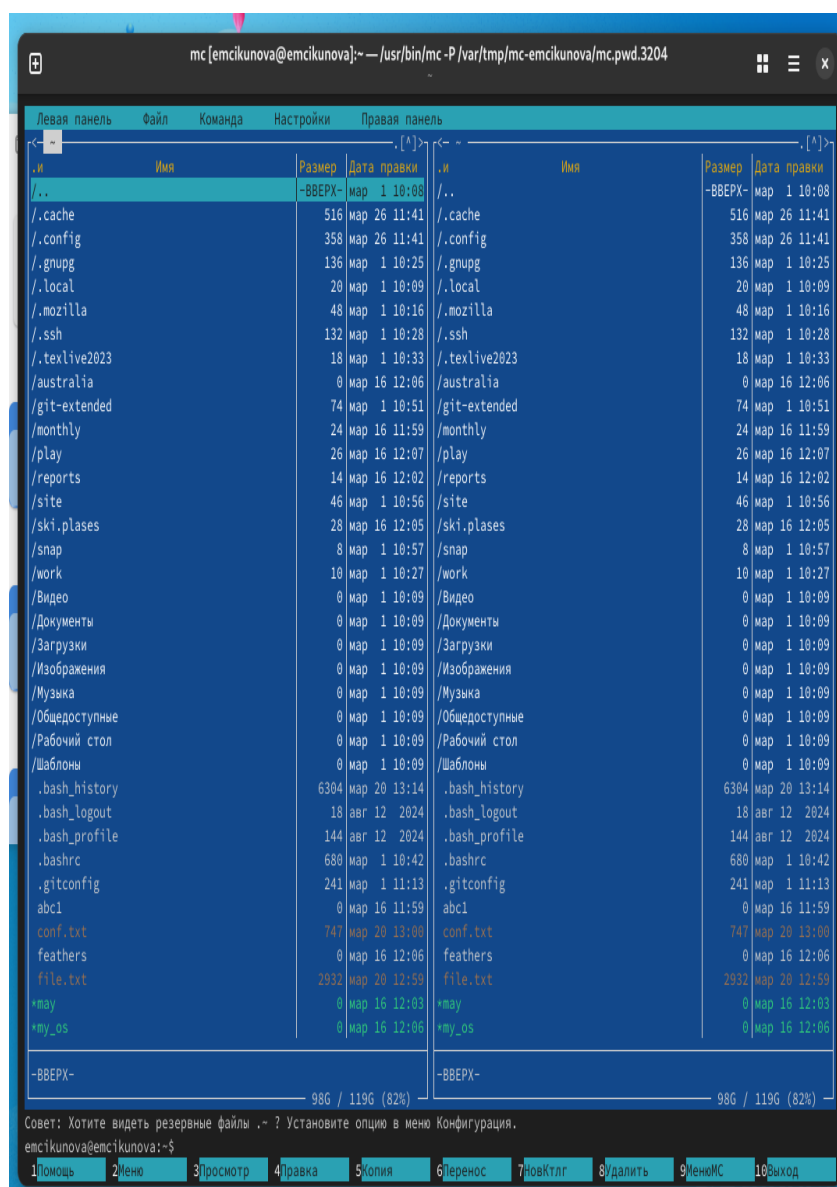 mc [emcikunova@emcikunova]:~ — /usr/bin/mc -P /var/tmp/mc-emcikunova/mc.pwd.3204
~
Левая панель Файл Команда Настройки Правая панель
<- ~ .[^]> <- ~ .[^]>
.и Имя Размер Дата правки .и Имя Размер Дата правки
/.. -ВВЕРХ- мар 1 10:08 /.. -ВВЕРХ- мар 1 10:08
/.cache 516 мар 26 11:41 /.cache 516 мар 26 11:41
/.config 358 мар 26 11:41 /.config 358 мар 26 11:41
/.gnupg 136 мар 1 10:25 /.gnupg 136 мар 1 10:25
/.local 20 мар 1 10:09 /.local 20 мар 1 10:09
/.mozilla 48 мар 1 10:16 /.mozilla 48 мар 1 10:16
/.ssh 132 мар 1 10:28 /.ssh 132 мар 1 10:28
/.texlive2023 18 мар 1 10:33 /.texlive2023 18 мар 1 10:33
/australia 0 мар 16 12:06 /australia 0 мар 16 12:06
/git-extended 74 мар 1 10:51 /git-extended 74 мар 1 10:51
/monthly 24 мар 16 11:59 /monthly 24 мар 16 11:59
/play 26 мар 16 12:07 /play 26 мар 16 12:07
/reports 14 мар 16 12:02 /reports 14 мар 16 12:02
/site 46 мар 1 10:56 /site 46 мар 1 10:56
/ski.plases 28 мар 16 12:05 /ski.plases 28 мар 16 12:05
/snap 8 мар 1 10:57 /snap 8 мар 1 10:57
/work 10 мар 1 10:27 /work 10 мар 1 10:27
/Видео 0 мар 1 10:09 /Видео 0 мар 1 10:09
/Документы 0 мар 1 10:09 /Документы 0 мар 1 10:09
/Загрузки 0 мар 1 10:09 /Загрузки 0 мар 1 10:09
/Изображения 0 мар 1 10:09 /Изображения 0 мар 1 10:09
/Музыка 0 мар 1 10:09 /Музыка 0 мар 1 10:09
/Общедоступные 0 мар 1 10:09 /Общедоступные 0 мар 1 10:09
/Рабочий стол 0 мар 1 10:09 /Рабочий стол 0 мар 1 10:09
/Шаблоны 0 мар 1 10:09 /Шаблоны 0 мар 1 10:09
.bash_history 6304 мар 20 13:14 .bash_history 6304 мар 20 13:14
.bash_logout 18 авг 12 2024 .bash_logout 18 авг 12 2024
.bash_profile 144 авг 12 2024 .bash_profile 144 авг 12 2024
.bashrc 680 мар 1 10:42 .bashrc 680 мар 1 10:42
.gitconfig 241 мар 1 11:13 .gitconfig 241 мар 1 11:13
abc1 0 мар 16 11:59 abc1 0 мар 16 11:59
conf.txt 747 мар 20 13:00 conf.txt 747 мар 20 13:00
feathers 0 мар 16 12:06 feathers 0 мар 16 12:06
file.txt 2932 мар 20 12:59 file.txt 2932 мар 20 12:59
*may 0 мар 16 12:03 *may 0 мар 16 12:03
*my_os 0 мар 16 12:06 *my_os 0 мар 16 12:06
-ВВЕРХ- -ВВЕРХ-
98G / 119G (82%) 98G / 119G (82%)
Совет: Хотите видеть резервные файлы .~ ? Установите опцию в меню Конфигурация.
emcikunova@emcikunova:~$
1Помощь 2Меню 3Просмотр 4Правка 5Копия 6Перенос 7НовКтлг 8Удалить 9МенюMC 10Выход